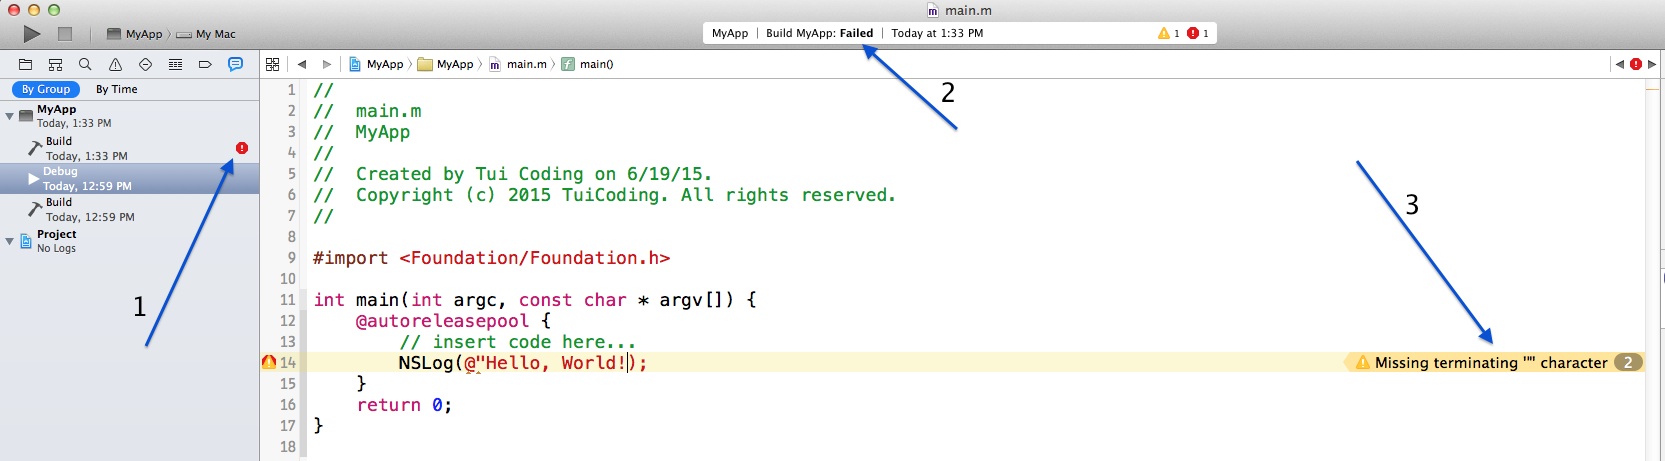 main.m
MyApp 〉 My Mac
MyApp | Build MyApp: Failed | Today at 1:33 PM 1 1
MyApp 〉 MyApp 〉 main.m 〉 main()
By Group By Time
MyApp
Today, 1:33 PM
Build
Today, 1:33 PM
Debug
Today, 12:59 PM
Build
Today, 12:59 PM
Project
No Logs
1
2
3
1 //
2 //  main.m
3 //  MyApp
4 //
5 //  Created by Tui Coding on 6/19/15.
6 //  Copyright (c) 2015 TuiCoding. All rights reserved.
7 //
8
9 #import <Foundation/Foundation.h>
10
11 int main(int argc, const char * argv[]) {
12     @autoreleasepool {
13         // insert code here...
14         NSLog(@"Hello, World!);
Missing terminating '"' character 2
15     }
16     return 0;
17 }
18